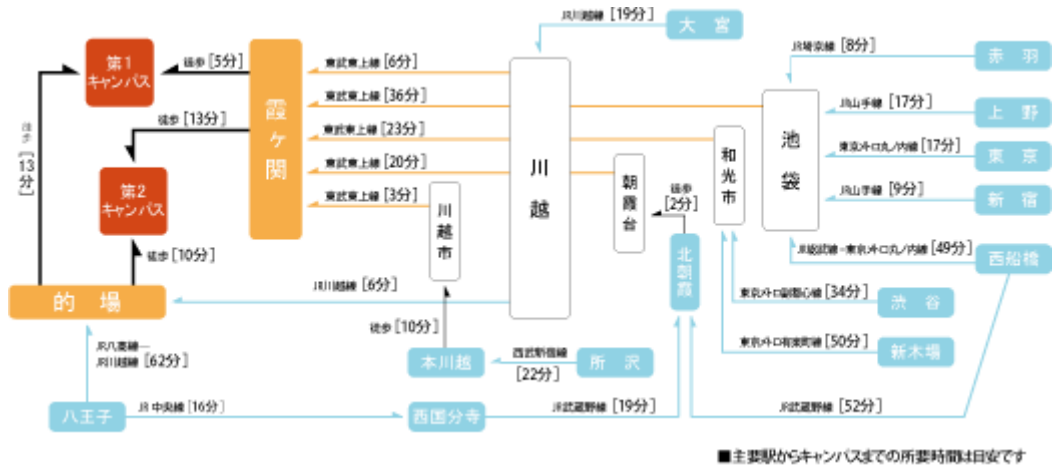 JR川越線 [19分]
大宮
第1
キャンパス
徒歩 [5分]
東武東上線 [6分]
JR埼京線 [8分]
赤羽
霞ヶ関
東武東上線 [36分]
川越
池袋
JR山手線 [17分]
上野
徒歩 [13分]
徒歩 [13分]
東武東上線 [23分]
和光市
東京メトロ丸ノ内線 [17分]
東京
第2
キャンパス
東武東上線 [20分]
朝霞台
徒歩
[2分]
JR山手線 [9分]
新宿
東武東上線 [3分]
川越市
徒歩 [10分]
北朝霞
JR総武線-東京メトロ丸ノ内線 [49分]
西船橋
的場
JR川越線 [6分]
東京メトロ副都心線 [34分]
渋谷
徒歩 [10分]
JR八高線―
JR川越線 [62分]
本川越
西武新宿線
[22分]
所沢
東京メトロ有楽町線 [50分]
新木場
八王子
JR中央線 [16分]
西国分寺
JR武蔵野線 [19分]
JR武蔵野線 [52分]
■主要駅からキャンパスまでの所要時間は目安です